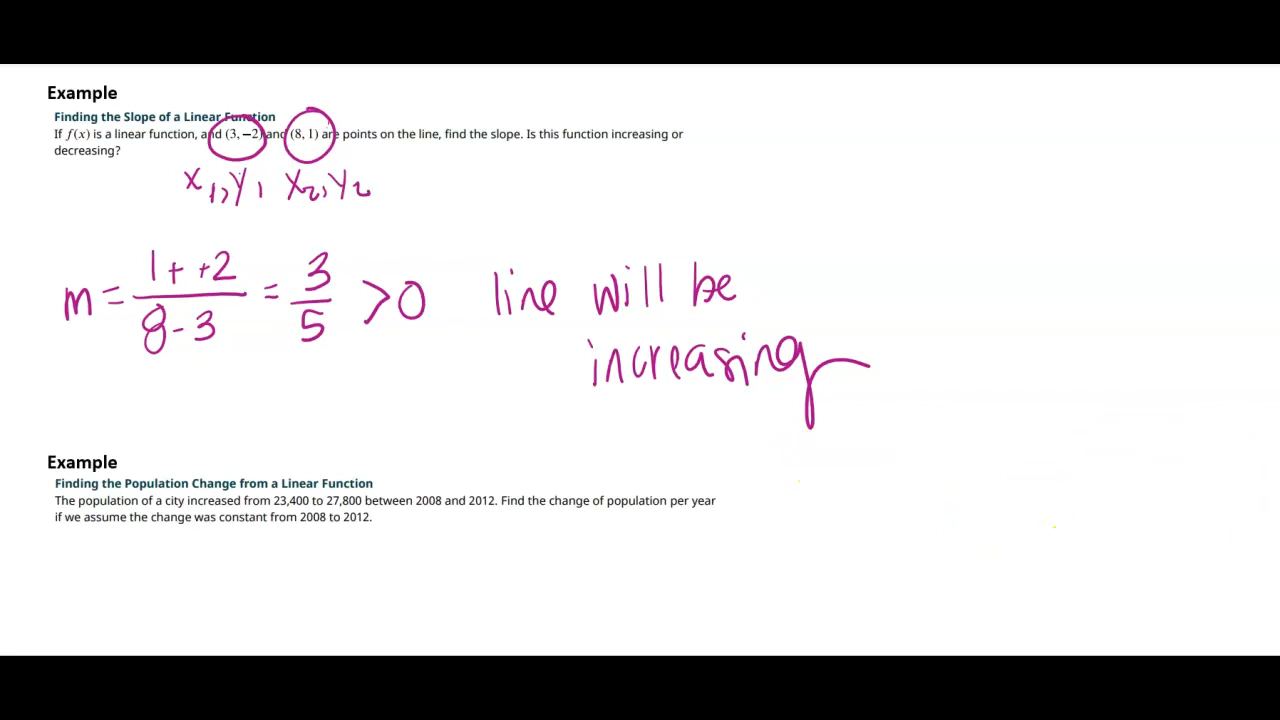 Example
Finding the Slope of a Linear Function
If f(x) is a linear function, and (3, −2) and (8, 1) are points on the line, find the slope. Is this function increasing or
decreasing?
x₁, y₁ x₂, y₂
m = (1 + +2)/(8 - 3) = 3/5 > 0 line will be
increasing
Example
Finding the Population Change from a Linear Function
The population of a city increased from 23,400 to 27,800 between 2008 and 2012. Find the change of population per year
if we assume the change was constant from 2008 to 2012.